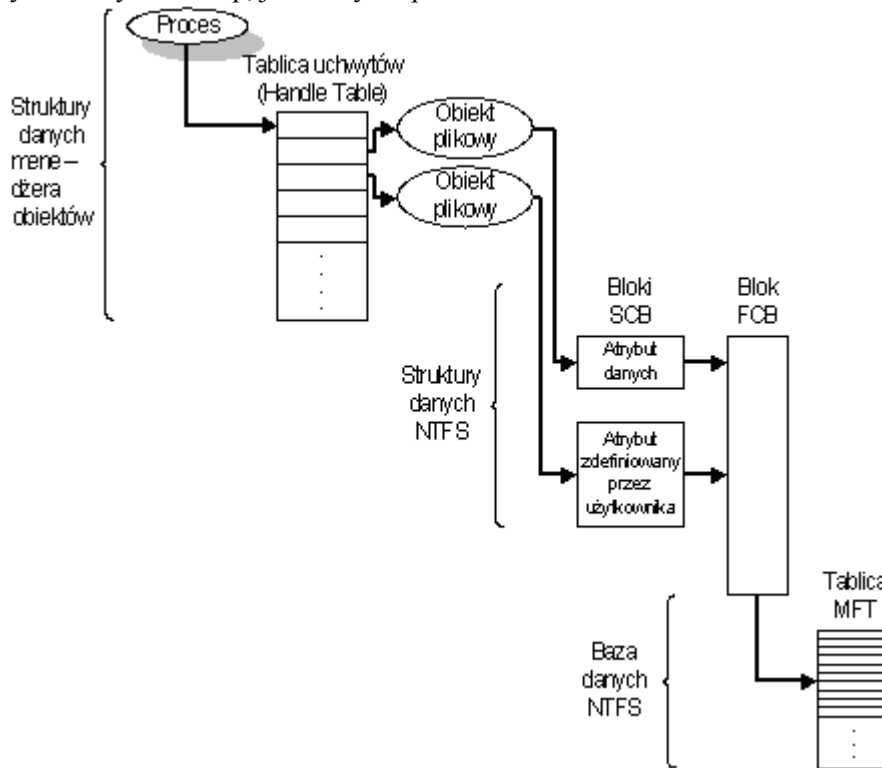 Proces
Tablica uchwytów
(Handle Table)
Struktury
danych
mene –
dżera
obiektów
Obiekt
plikowy
Obiekt
plikowy
Bloki
SCB
Blok
FCB
Atrybut
danych
Struktury
danych
NTFS
Atrybut
zdefiniowany
przez
użytkownika
Tablica
MFT
Baza
danych
NTFS